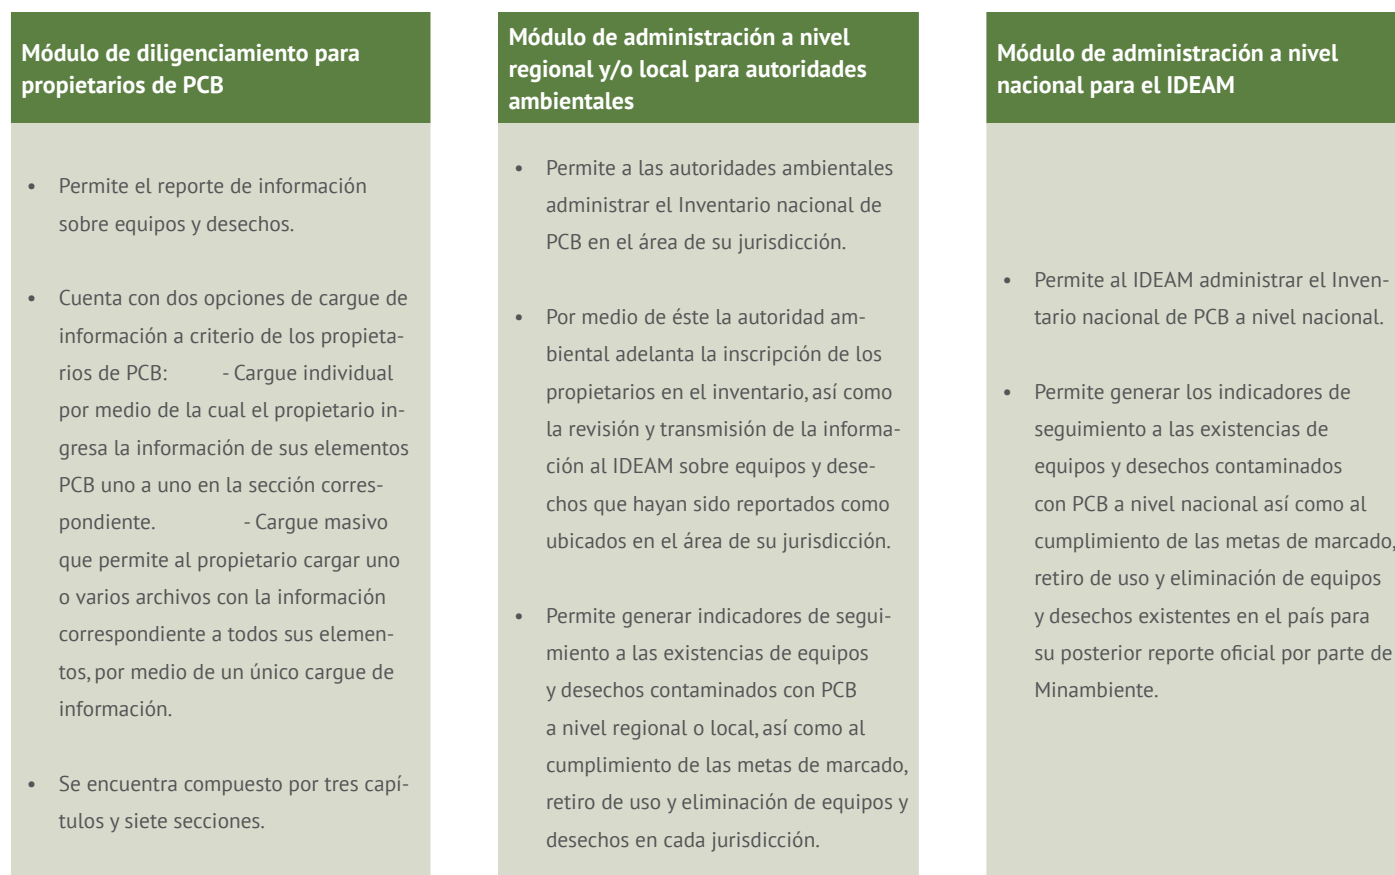 Módulo de diligenciamiento para
propietarios de PCB
• Permite el reporte de información
sobre equipos y desechos.
• Cuenta con dos opciones de cargue de
información a criterio de los propieta-
rios de PCB: - Cargue individual
por medio de la cual el propietario in-
gresa la información de sus elementos
PCB uno a uno en la sección corres-
pondiente. - Cargue masivo
que permite al propietario cargar uno
o varios archivos con la información
correspondiente a todos sus elemen-
tos, por medio de un único cargue de
información.
• Se encuentra compuesto por tres capí-
tulos y siete secciones.
Módulo de administración a nivel
regional y/o local para autoridades
ambientales
• Permite a las autoridades ambientales
administrar el Inventario nacional de
PCB en el área de su jurisdicción.
• Por medio de éste la autoridad am-
biental adelanta la inscripción de los
propietarios en el inventario, así como
la revisión y transmisión de la informa-
ción al IDEAM sobre equipos y dese-
chos que hayan sido reportados como
ubicados en el área de su jurisdicción.
• Permite generar indicadores de segui-
miento a las existencias de equipos
y desechos contaminados con PCB
a nivel regional o local, así como al
cumplimiento de las metas de marcado,
retiro de uso y eliminación de equipos y
desechos en cada jurisdicción.
Módulo de administración a nivel
nacional para el IDEAM
• Permite al IDEAM administrar el Inven-
tario nacional de PCB a nivel nacional.
• Permite generar los indicadores de
seguimiento a las existencias de
equipos y desechos contaminados
con PCB a nivel nacional así como al
cumplimiento de las metas de marcado,
retiro de uso y eliminación de equipos
y desechos existentes en el país para
su posterior reporte oficial por parte de
Minambiente.